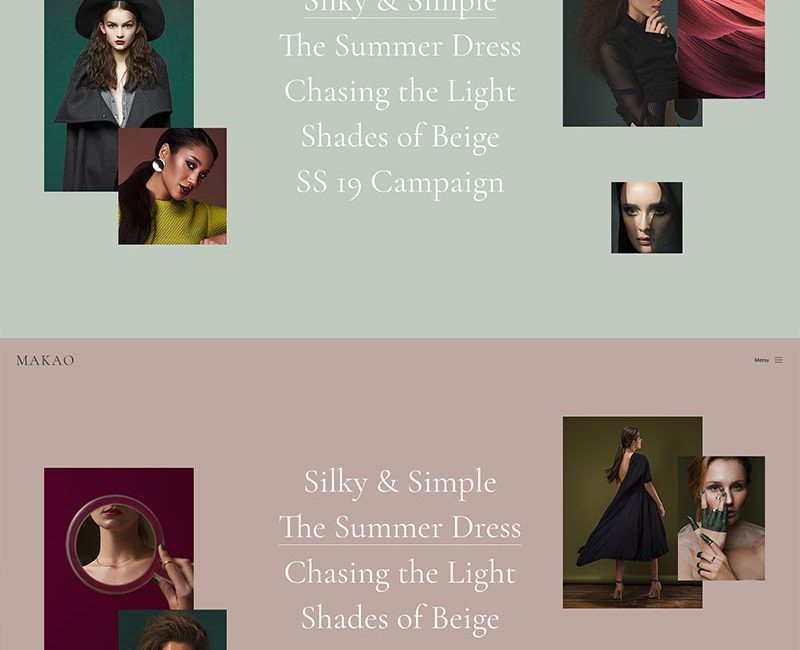 Silky & Simple
The Summer Dress
Chasing the Light
Shades of Beige
SS 19 Campaign
MAKAO
Menu
Silky & Simple
The Summer Dress
Chasing the Light
Shades of Beige